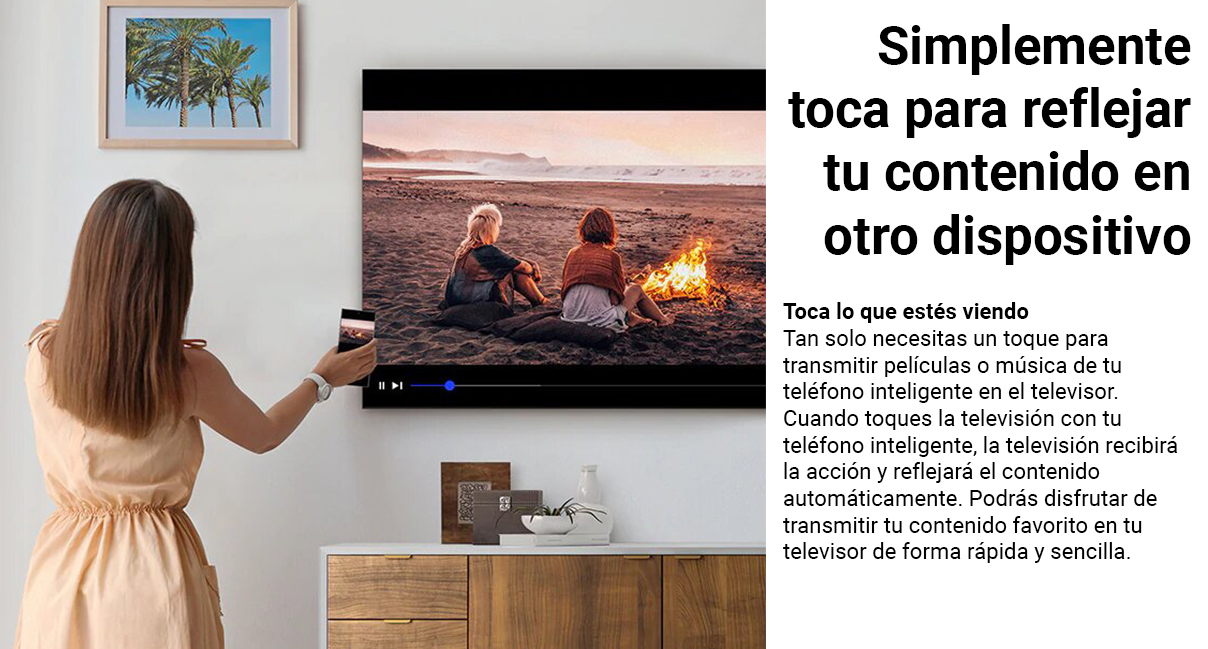 Simplemente
toca para reflejar
tu contenido en
otro dispositivo
Toca lo que estés viendo
Tan solo necesitas un toque para
transmitir películas o música de tu
teléfono inteligente en el televisor.
Cuando toques la televisión con tu
teléfono inteligente, la televisión recibirá
la acción y reflejará el contenido
automáticamente. Podrás disfrutar de
transmitir tu contenido favorito en tu
televisor de forma rápida y sencilla.